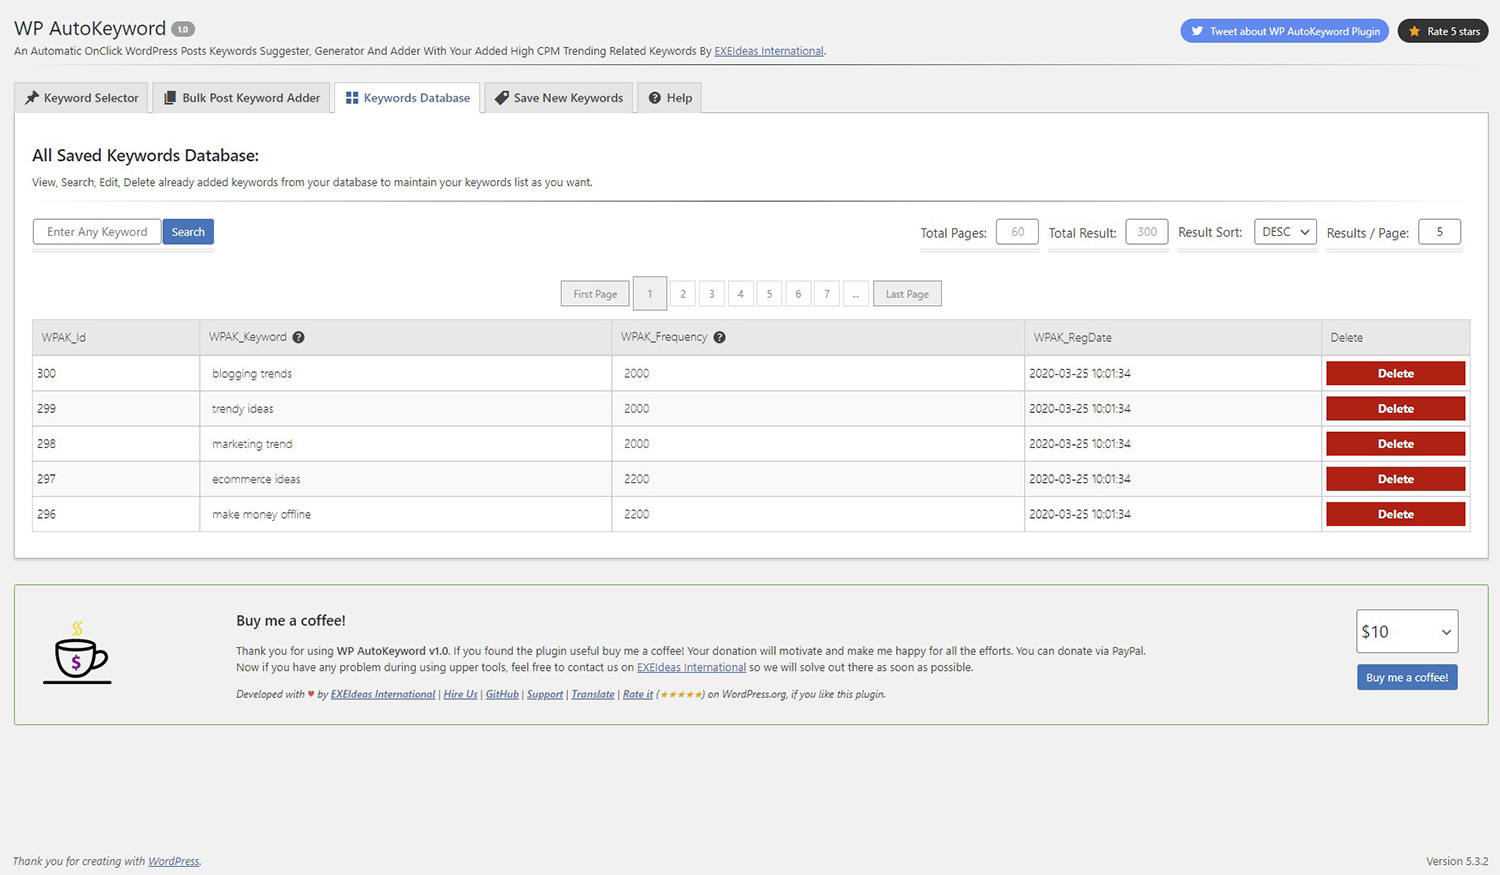 WP AutoKeyword 1.0
An Automatic OnClick WordPress Posts Keywords Suggester, Generator And Adder With Your Added High CPM Trending Related Keywords By EXEIdeas International.
Tweet about WP AutoKeyword Plugin
Rate 5 stars
Keyword Selector
Bulk Post Keyword Adder
Keywords Database
Save New Keywords
Help
All Saved Keywords Database:
View, Search, Edit, Delete already added keywords from your database to maintain your keywords list as you want.
Enter Any Keyword Search
Total Pages: 60 Total Result: 300 Result Sort: DESC Results / Page: 5
First Page 1 2 3 4 5 6 7 ... Last Page
WPAK_Id WPAK_Keyword ? WPAK_Frequency ? WPAK_RegDate Delete
300 blogging trends 2000 2020-03-25 10:01:34 Delete
299 trendy ideas 2000 2020-03-25 10:01:34 Delete
298 marketing trend 2000 2020-03-25 10:01:34 Delete
297 ecommerce ideas 2200 2020-03-25 10:01:34 Delete
296 make money offline 2200 2020-03-25 10:01:34 Delete
$
Buy me a coffee!
Thank you for using WP AutoKeyword v1.0. If you found the plugin useful buy me a coffee! Your donation will motivate and make me happy for all the efforts. You can donate via PayPal.
Now if you have any problem during using upper tools, feel free to contact us on EXEIdeas International so we will solve out there as soon as possible.
Developed with ♥ by EXEIdeas International | Hire Us | GitHub | Support | Translate | Rate it (★★★★★) on WordPress.org, if you like this plugin.
$10
Buy me a coffee!
Thank you for creating with WordPress.
Version 5.3.2